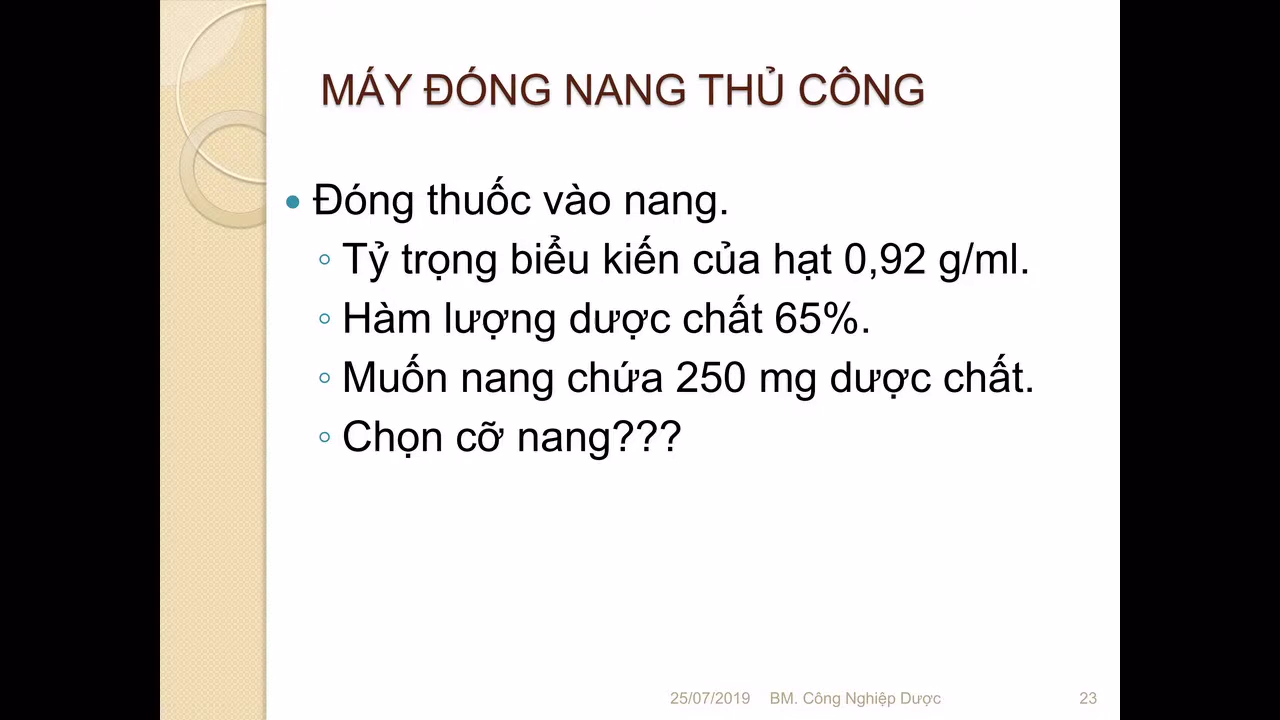 MÁY ĐÓNG NANG THỦ CÔNG
Đóng thuốc vào nang.
Tỷ trọng biểu kiến của hạt 0,92 g/ml.
Hàm lượng dược chất 65%.
Muốn nang chứa 250 mg dược chất.
Chọn cỡ nang???
25/07/2019 BM. Công Nghiệp Dược 23